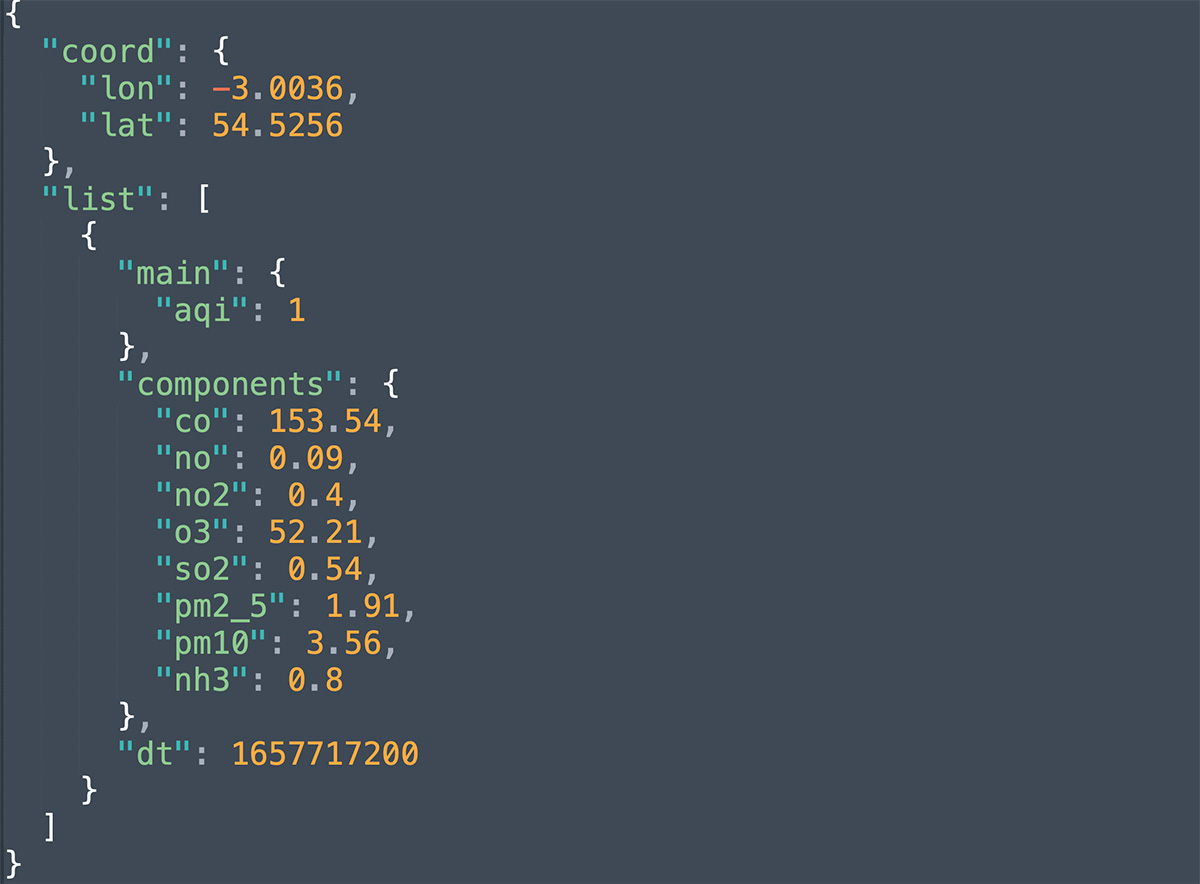 {
  "coord": {
    "lon": -3.0036,
    "lat": 54.5256
  },
  "list": [
    {
      "main": {
        "aqi": 1
      },
      "components": {
        "co": 153.54,
        "no": 0.09,
        "no2": 0.4,
        "o3": 52.21,
        "so2": 0.54,
        "pm2_5": 1.91,
        "pm10": 3.56,
        "nh3": 0.8
      },
      "dt": 1657717200
    }
  ]
}